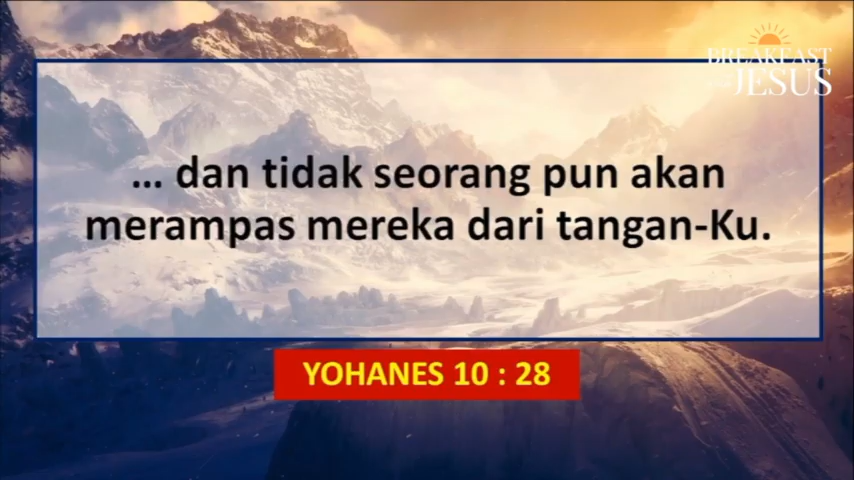 BREAKFAST
JESUS
... dan tidak seorang pun akan
merampas mereka dari tangan-Ku.
YOHANES 10 : 28